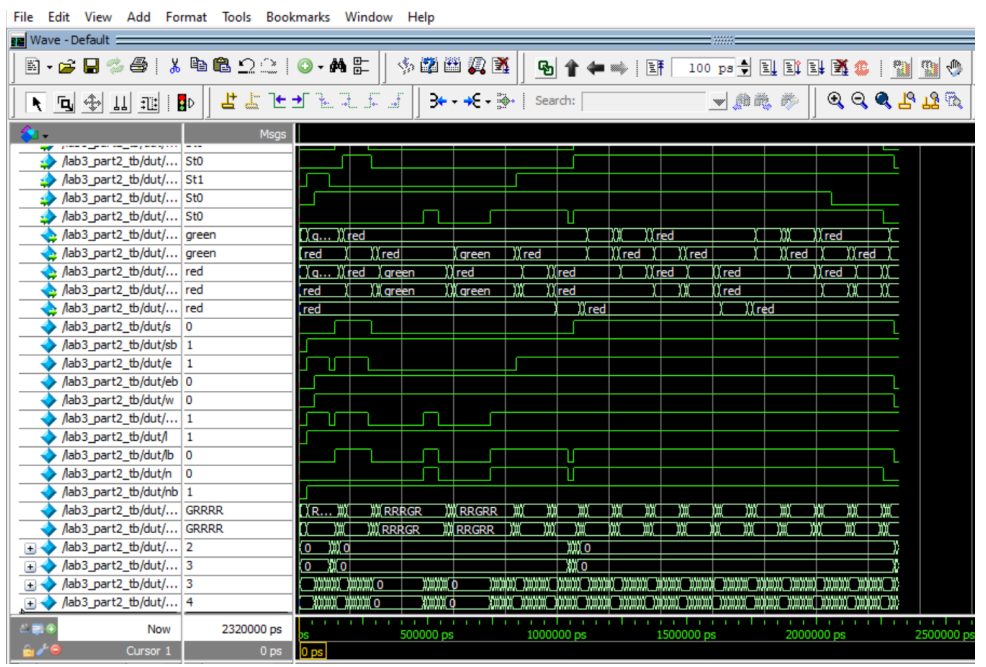 File Edit View Add Format Tools Bookmarks Window Help
Wave - Default
100 ps
Search:
Msgs
/lab3_part2_tb/dut/... St0
/lab3_part2_tb/dut/... St1
/lab3_part2_tb/dut/... St0
/lab3_part2_tb/dut/... St0
/lab3_part2_tb/dut/... green g... red red red
/lab3_part2_tb/dut/... green red red green red red red red red
/lab3_part2_tb/dut/... red g... red green red red red red red
/lab3_part2_tb/dut/... red red green green red red
/lab3_part2_tb/dut/... red red red red
/lab3_part2_tb/dut/s 0
/lab3_part2_tb/dut/sb 1
/lab3_part2_tb/dut/e 1
/lab3_part2_tb/dut/eb 0
/lab3_part2_tb/dut/w 0
/lab3_part2_tb/dut/... 1
/lab3_part2_tb/dut/l 1
/lab3_part2_tb/dut/lb 0
/lab3_part2_tb/dut/n 0
/lab3_part2_tb/dut/nb 1
/lab3_part2_tb/dut/... GRRRR R... RRRGR RRGRR
/lab3_part2_tb/dut/... GRRRR RRRGR RRGRR
/lab3_part2_tb/dut/... 2 0 0 0
/lab3_part2_tb/dut/... 3 0 0 0
/lab3_part2_tb/dut/... 3 0 0
/lab3_part2_tb/dut/... 4 0 0
Now 2320000 ps ps 500000 ps 1000000 ps 1500000 ps 2000000 ps 2500000 ps
Cursor 1 0 ps 0 ps